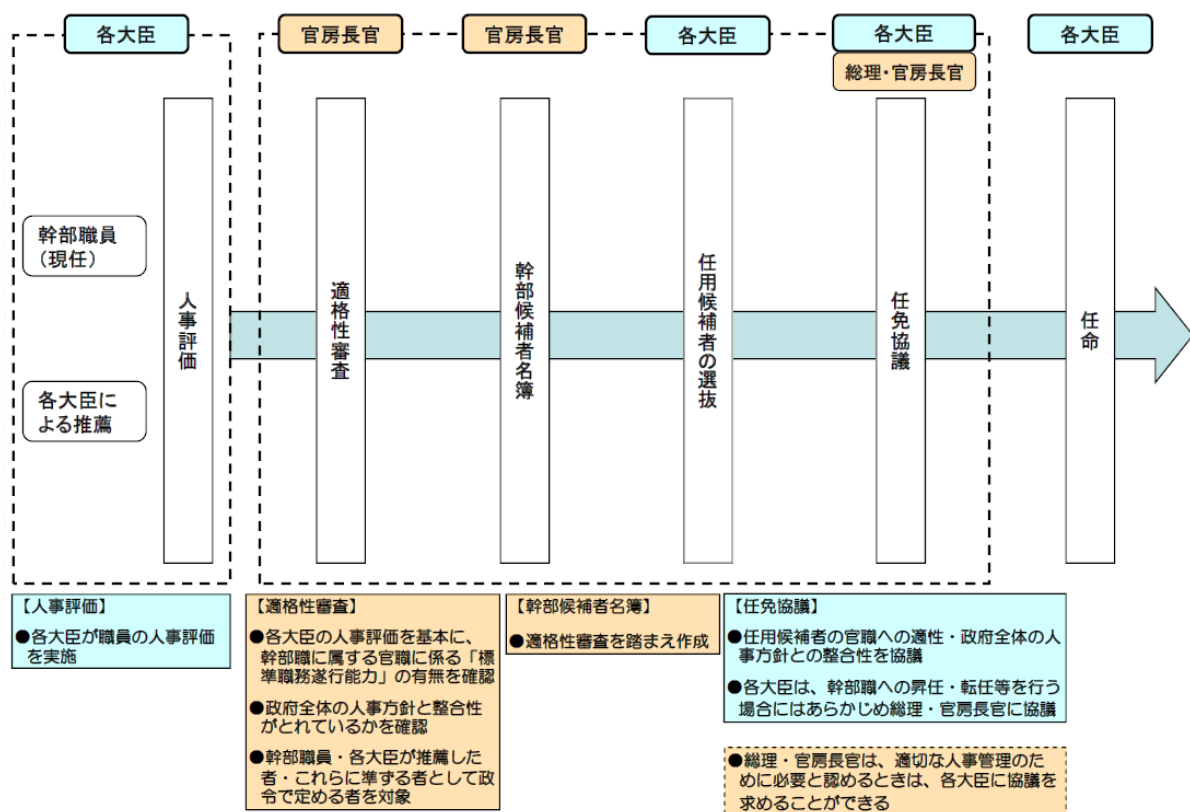 各大臣
官房長官
官房長官
各大臣
各大臣
総理・官房長官
各大臣
幹部職員
（現任）
各大臣に
よる推薦
人事評価
適格性審査
幹部候補者名簿
任用候補者の選抜
任免協議
任命
【人事評価】
●各大臣が職員の人事評価
を実施
【適格性審査】
●各大臣の人事評価を基本に、
幹部職に属する官職に係る「標
準職務遂行能力」の有無を確認
●政府全体の人事方針と整合性
がとれているかを確認
●幹部職員・各大臣が推薦した
者・これらに準ずる者として政
令で定める者を対象
【幹部候補者名簿】
●適格性審査を踏まえ作成
【任免協議】
●任用候補者の官職への適性・政府全体の人
事方針との整合性を協議
●各大臣は、幹部職への昇任・転任等を行う
場合にはあらかじめ総理・官房長官に協議
●総理・官房長官は、適切な人事管理のた
めに必要と認めるときは、各大臣に協議を
求めることができる